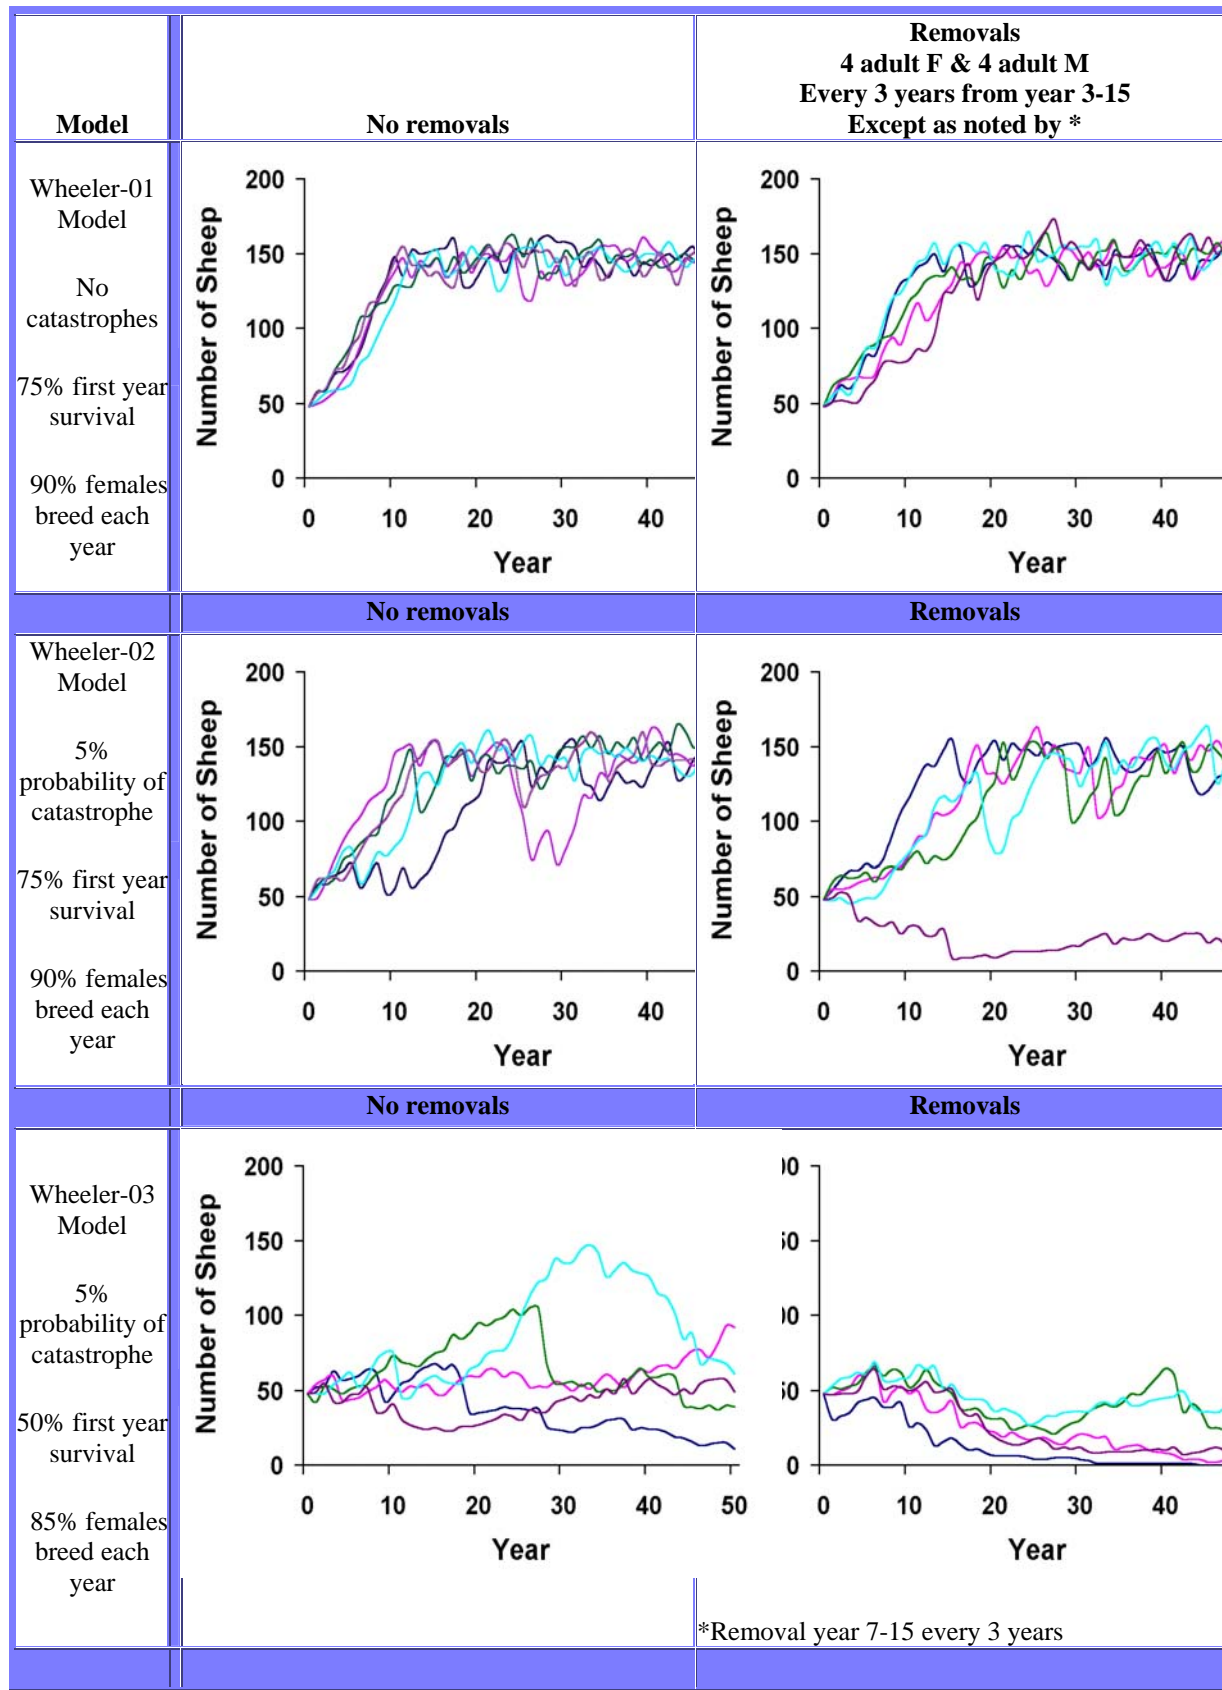 Removals
4 adult F & 4 adult M
Every 3 years from year 3-15
Model
No removals
Except as noted by *
Wheeler-01
Model
No
catastrophes
75% first year
survival
90% females
breed each
year
200
150
100
50
0
Number of Sheep
0 10 20 30 40
Year
200
150
100
50
0
Number of Sheep
0 10 20 30 40
Year
No removals
Removals
Wheeler-02
Model
5%
probability of
catastrophe
75% first year
survival
90% females
breed each
year
200
150
100
50
0
Number of Sheep
0 10 20 30 40
Year
200
150
100
50
0
Number of Sheep
0 10 20 30 40
Year
No removals
Removals
Wheeler-03
Model
5%
probability of
catastrophe
50% first year
survival
85% females
breed each
year
200
150
100
50
0
Number of Sheep
0 10 20 30 40 50
Year
00
50
00
50
0
0 10 20 30 40
Year
*Removal year 7-15 every 3 years